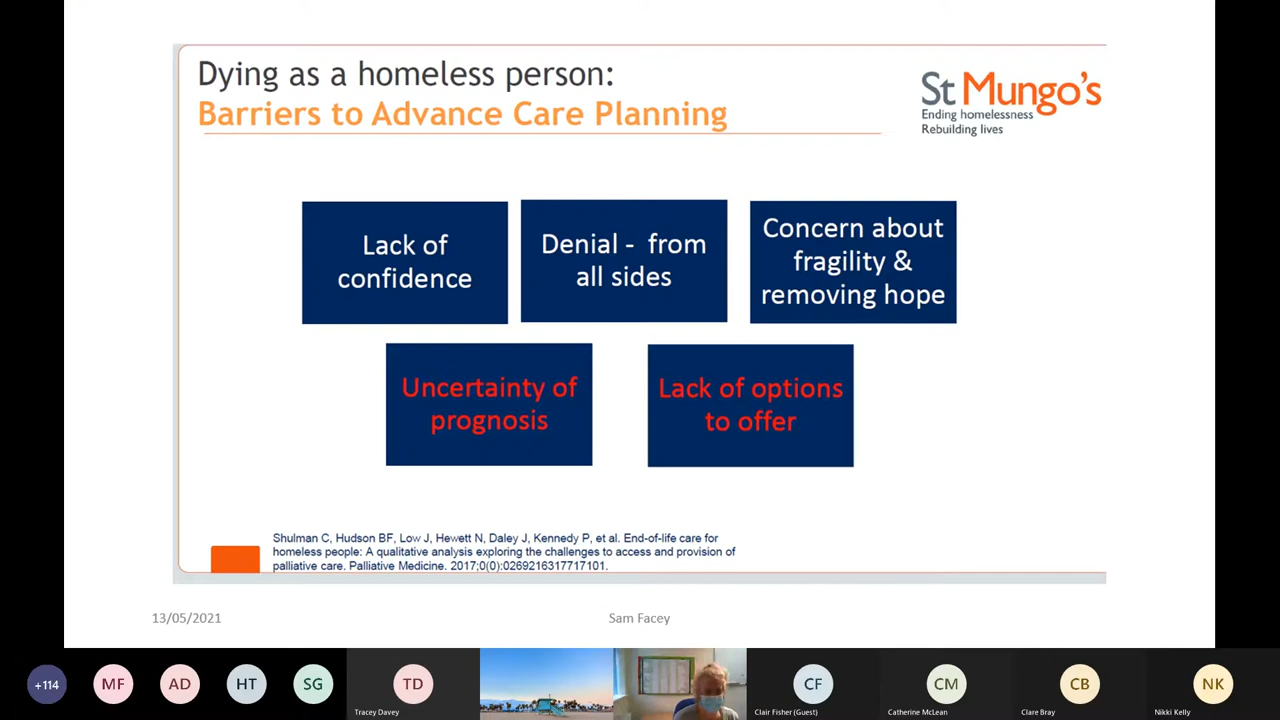 Dying as a homeless person:
Barriers to Advance Care Planning
St Mungo's
Ending homelessness
Rebuilding lives
Lack of
confidence
Denial - from
all sides
Concern about
fragility &
removing hope
Uncertainty of
prognosis
Lack of options
to offer
Shulman C, Hudson BF, Low J, Hewett N, Daley J, Kennedy P, et al. End-of-life care for
homeless people: A qualitative analysis exploring the challenges to access and provision of
palliative care. Palliative Medicine. 2017;0(0):0269216317717101.
13/05/2021
Sam Facey
+114
MF
AD
HT
SG
TD
Tracey Davey
CF
Clair Fisher (Guest)
CM
Catherine McLean
CB
Clare Bray
NK
Nikki Kelly